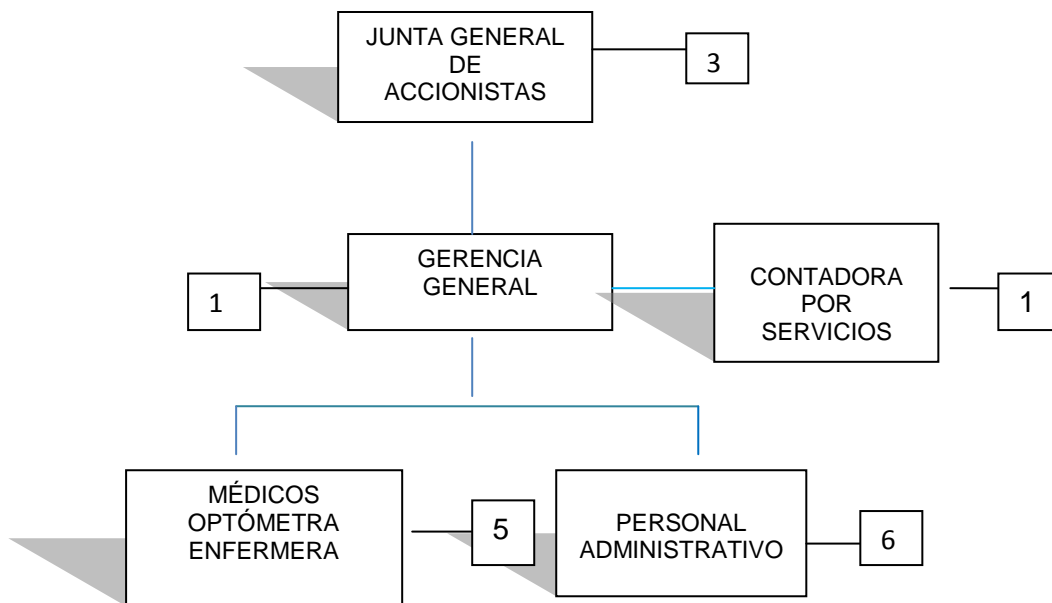 JUNTA GENERAL
DE
ACCIONISTAS
3
1
GERENCIA
GENERAL
CONTADORA
POR
SERVICIOS
1
MÉDICOS
OPTÓMETRA
ENFERMERA
5
PERSONAL
ADMINISTRATIVO
6